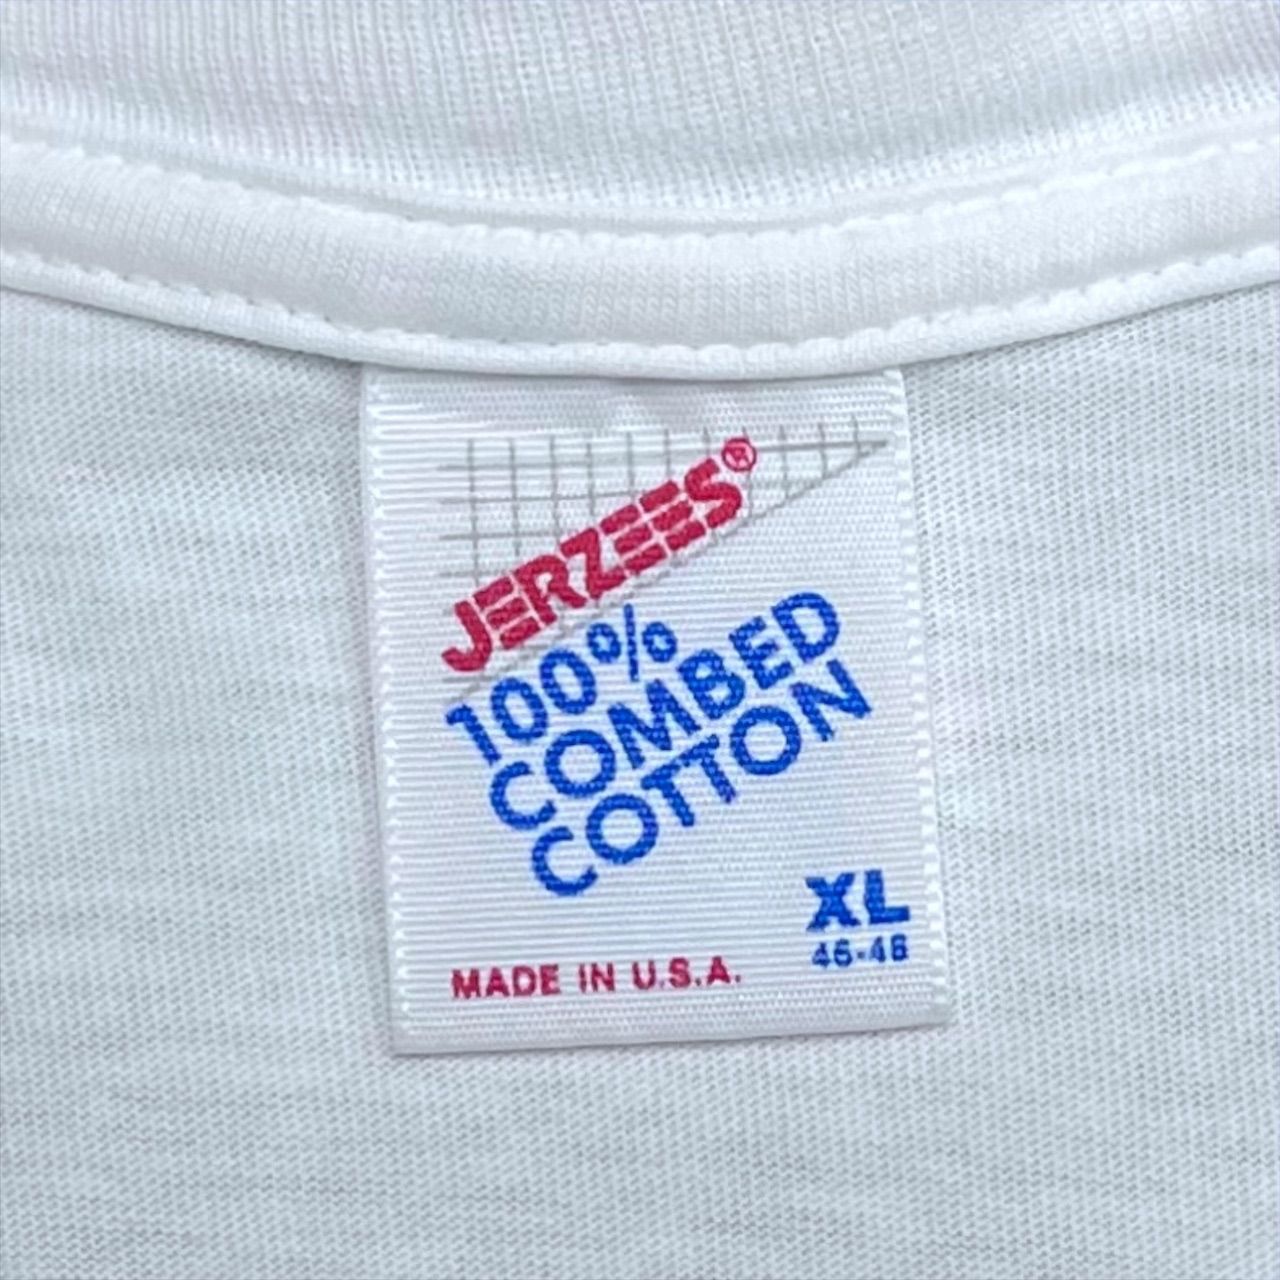 JERZEES®
100%
COMBED
COTTON
XL
46-48
MADE IN U.S.A.